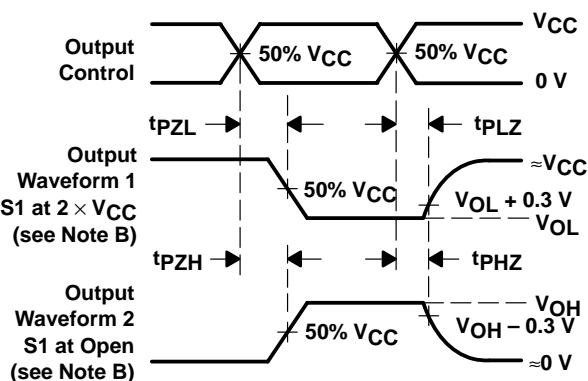 Output
Control
50% VCC
50% VCC
VCC
0 V
tPZL
tPLZ
Output
Waveform 1
S1 at 2 × VCC
(see Note B)
50% VCC
≈VCC
VOL + 0.3 V
VOL
tPZH
tPHZ
Output
Waveform 2
S1 at Open
(see Note B)
50% VCC
VOH
VOH − 0.3 V
≈0 V